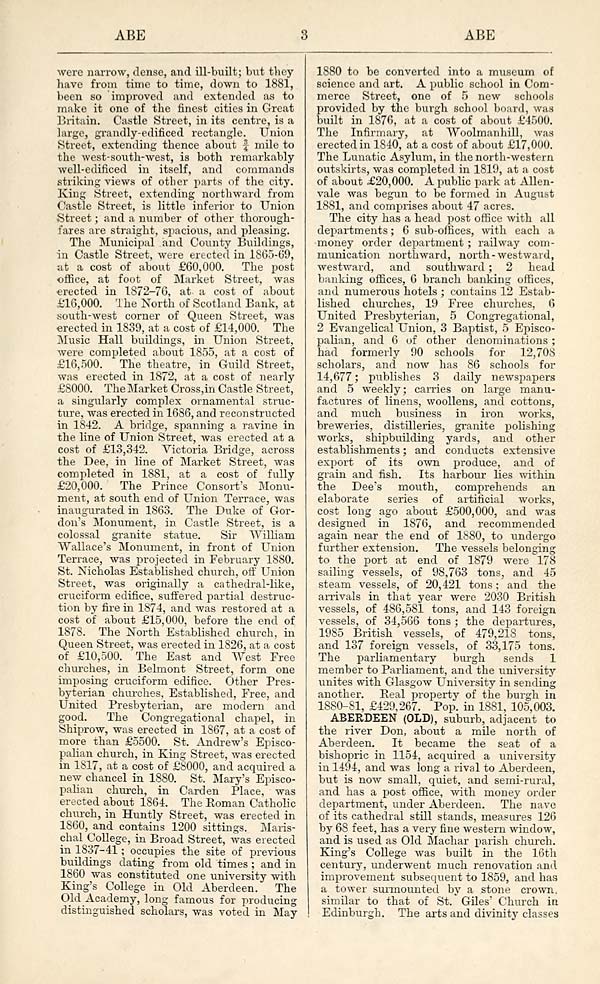 ABE 3 ABE
were narrow, dense, and ill-built; but they
have from time to time, down to 1881,
been so improved and extended as to
make it one of the finest cities in Great
Britain. Castle Street, in its centre, is a
large, grandly-edificed rectangle. Union
Street, extending thence about ¾ mile to
the west-south-west, is both remarkably
well-edificed in itself, and commands
striking views of other parts of the city.
King Street, extending northward from
Castle Street, is little inferior to Union
Street; and a number of other thorough-
fares are straight, spacious, and pleasing.
The Municipal and County Buildings,
in Castle Street, were erected in 1865-69,
at a cost of about £60,000. The post
office, at foot of Market Street, was
erected in 1872-76, at a cost of about
£16,000. The North of Scotland Bank, at
south-west corner of Queen Street, was
erected in 1839, at a cost of £14,000. The
Music Hall buildings, in Union Street,
were completed about 1855, at a cost of
£16,500. The theatre, in Guild Street,
was erected in 1872, at a cost of nearly
£8000. The Market Cross, in Castle Street,
a singularly complex ornamental struc-
ture, was erected in 1686, and reconstructed
in 1842. A bridge, spanning a ravine in
the line of Union Street, was erected at a
cost of £13,342. Victoria Bridge, across
the Dee, in line of Market Street, was
completed in 1881, at a cost of fully
£20,000. The Prince Consort's Monu-
ment, at south end of Union Terrace, was
inaugurated in 1863. The Duke of Gor-
don's Monument, in Castle Street, is a
colossal granite statue. Sir William
Wallace's Monument, in front of Union
Terrace, was projected in February 1880.
St. Nicholas Established church, off Union
Street, was originally a cathedral-like,
cruciform edifice, suffered partial destruc-
tion by fire in 1874, and was restored at a
cost of about £15,000, before the end of
1878. The North Established church, in
Queen Street, was erected in 1826, at a cost
of £10,500. The East and West Free
churches, in Belmont Street, form one
imposing cruciform edifice. Other Pres-
byterian churches, Established, Free, and
United Presbyterian, are modern and
good. The Congregational chapel, in
Shiprow, was erected in 1867, at a cost of
more than £5500. St. Andrew's Episco-
palian church, in King Street, was erected
in 1817, at a cost of £8000, and acquired a
new chancel in 1880. St. Mary's Episco-
palian church, in Carden Place, was
erected about 1864. The Roman Catholic
church, in Huntly Street, was erected in
1860, and contains 1200 sittings. Maris-
chal College, in Broad Street, was erected
in 1837-41; occupies the site of previous
buildings dating from old times; and in
1860 was constituted one university with
King's College in Old Aberdeen. The
Old Academy, long famous for producing
distinguished scholars, was voted in May
1880 to be converted into a museum of
science and art. A public school in Com-
merce Street, one of 5 new schools
provided by the burgh school board, was
built in 1876, at a cost of about £4500.
The Infirmary, at Woolmanhill, was
erected in 1840, at a cost of about £17,000.
The Lunatic Asylum, in the north-western
outskirts, was completed in 1819, at a cost
of about £20,000. A public park at Allen-
vale was begun to be formed in August
1881, and comprises about 47 acres.
The city has a head post office with all
departments; 6 sub-offices, with each a
money order department; railway com-
munication northward, north-westward,
westward, and southward; 2 head
banking offices, 6 branch banking offices,
and numerous hotels; contains 12 Estab-
lished churches, 19 Free churches, 6
United Presbyterian, 5 Congregational,
2 Evangelical Union, 3 Baptist, 5 Episco-
palian, and 6 of other denominations;
had formerly 90 schools for 12,708
scholars, and now has 86 schools for
14,677; publishes 3 daily newspapers
and 5 weekly; carries on large manu-
factures of linens, woollens, and cottons,
and much business in iron works,
breweries, distilleries, granite polishing
works, shipbuilding yards, and other
establishments; and conducts extensive
export of its own produce, and of
grain and fish. Its harbour lies within
the Dee's mouth, comprehends an
elaborate series of artificial works,
cost long ago about £500,000, and was
designed in 1876, and recommended
again near the end of 1880, to undergo
further extension. The vessels belonging
to the port at end of 1879 were 178
sailing vessels, of 98,763 tons, and 45
steam vessels, of 20,421 tons; and the
arrivals in that year were 2030 British
vessels, of 486,581 tons, and 143 foreign
vessels, of 34,566 tons; the departures,
1985 British vessels, of 479,218 tons,
and 137 foreign vessels, of 33,175 tons.
The parliamentary burgh sends 1
member to Parliament, and the university
unites with Glasgow University in sending
another. Real property of the burgh in
1880-81, £429,267. Pop. in 1881, 105,003.
ABERDEEN (OLD), suburb, adjacent to
the river Don, about a mile north of
Aberdeen. It became the seat of a
bishopric in 1154, acquired a university
in 1494, and was long a rival to Aberdeen,
but is now small, quiet, and semi-rural,
and has a post office, with money order
department, under Aberdeen. The nave
of its cathedral still stands, measures 126
by 68 feet, has a very fine western window,
and is used as Old Machar parish church.
King's College was built in the 16th
century, underwent much renovation and
improvement subsequent to 1859, and has
a tower surmounted by a stone crown,
similar to that of St. Giles' Church in
Edinburgh. The arts and divinity classes